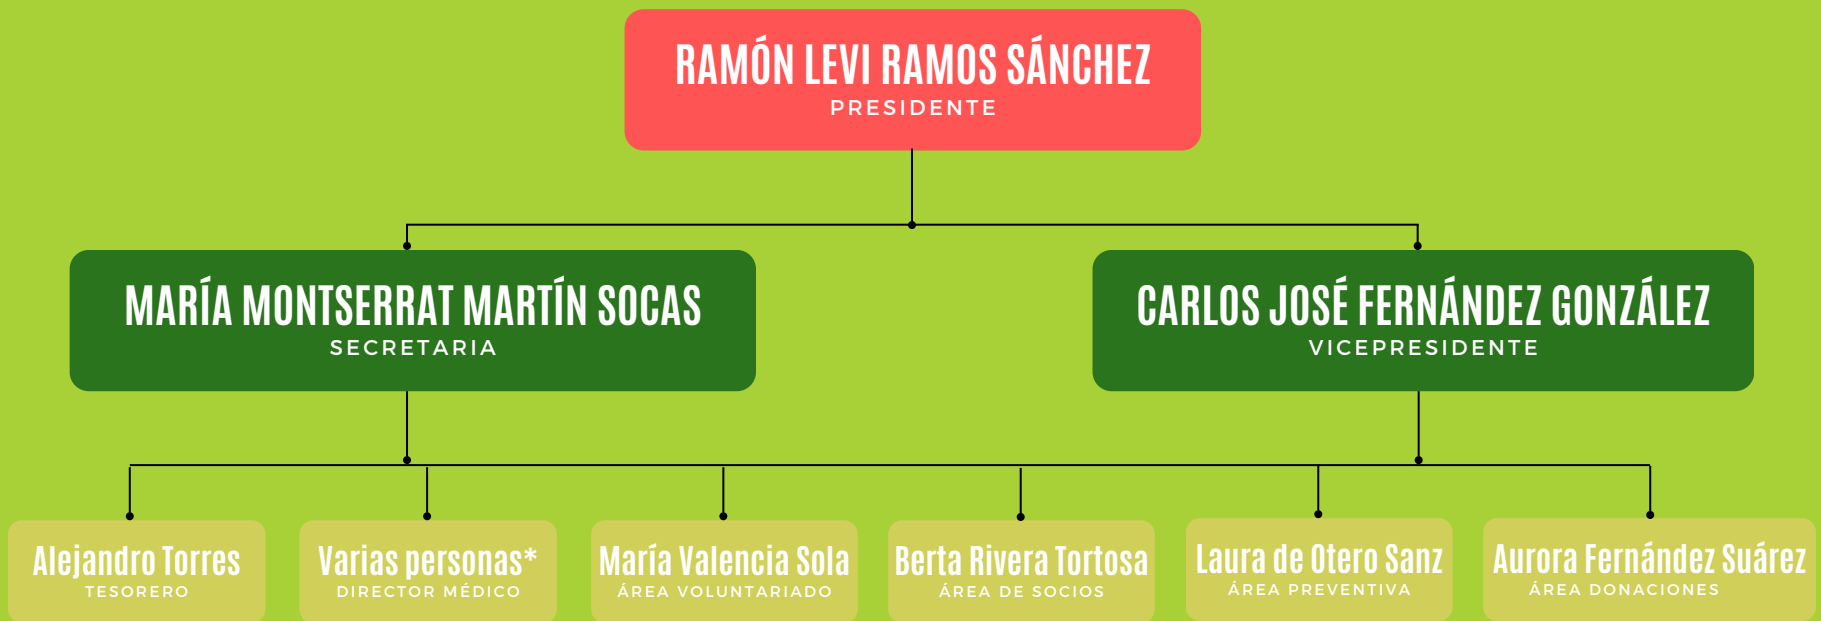 RAMÓN LEVI RAMOS SÁNCHEZ
PRESIDENTE
MARÍA MONTSERRAT MARTÍN SOCAS
SECRETARIA
CARLOS JOSÉ FERNÁNDEZ GONZÁLEZ
VICEPRESIDENTE
Alejandro Torres
TESORERO
Varias personas*
DIRECTOR MÉDICO
María Valencia Sola
ÁREA VOLUNTARIADO
Berta Rivera Tortosa
ÁREA DE SOCIOS
Laura de Otero Sanz
ÁREA PREVENTIVA
Aurora Fernández Suárez
ÁREA DONACIONES